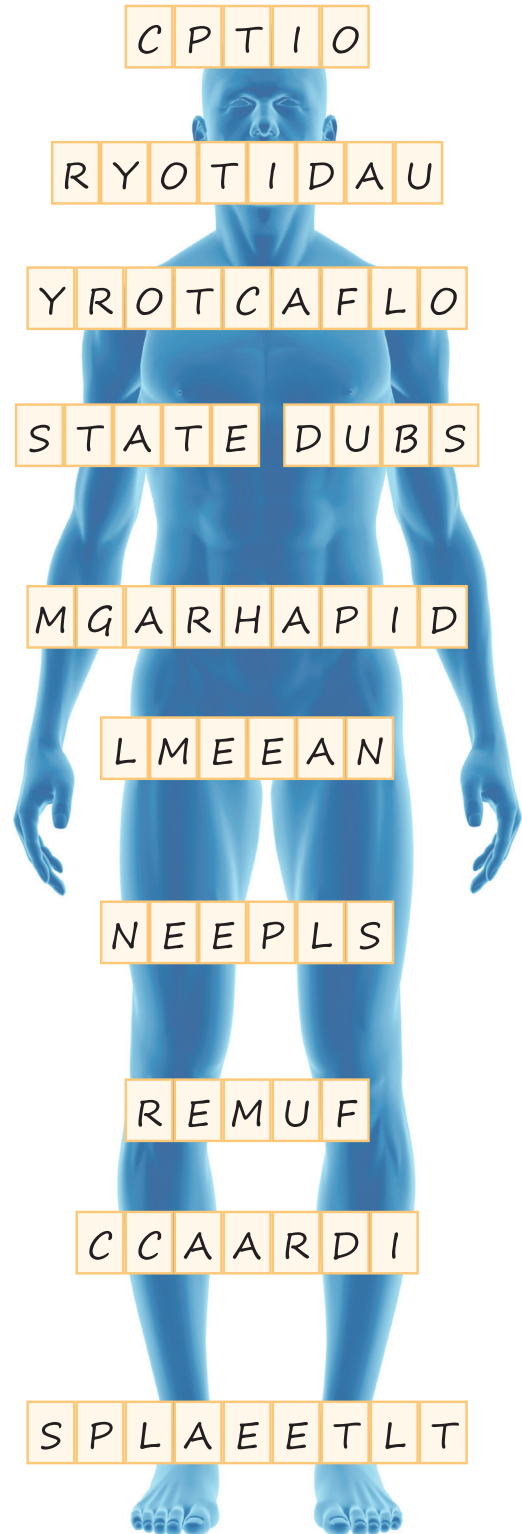 CPTIO
RYOTIDAU
YROTCAFLO
STATE DUBS
MGARHAPID
LMEEAN
NEEPLS
REMUF
CCAARDI
SPLAEETLT